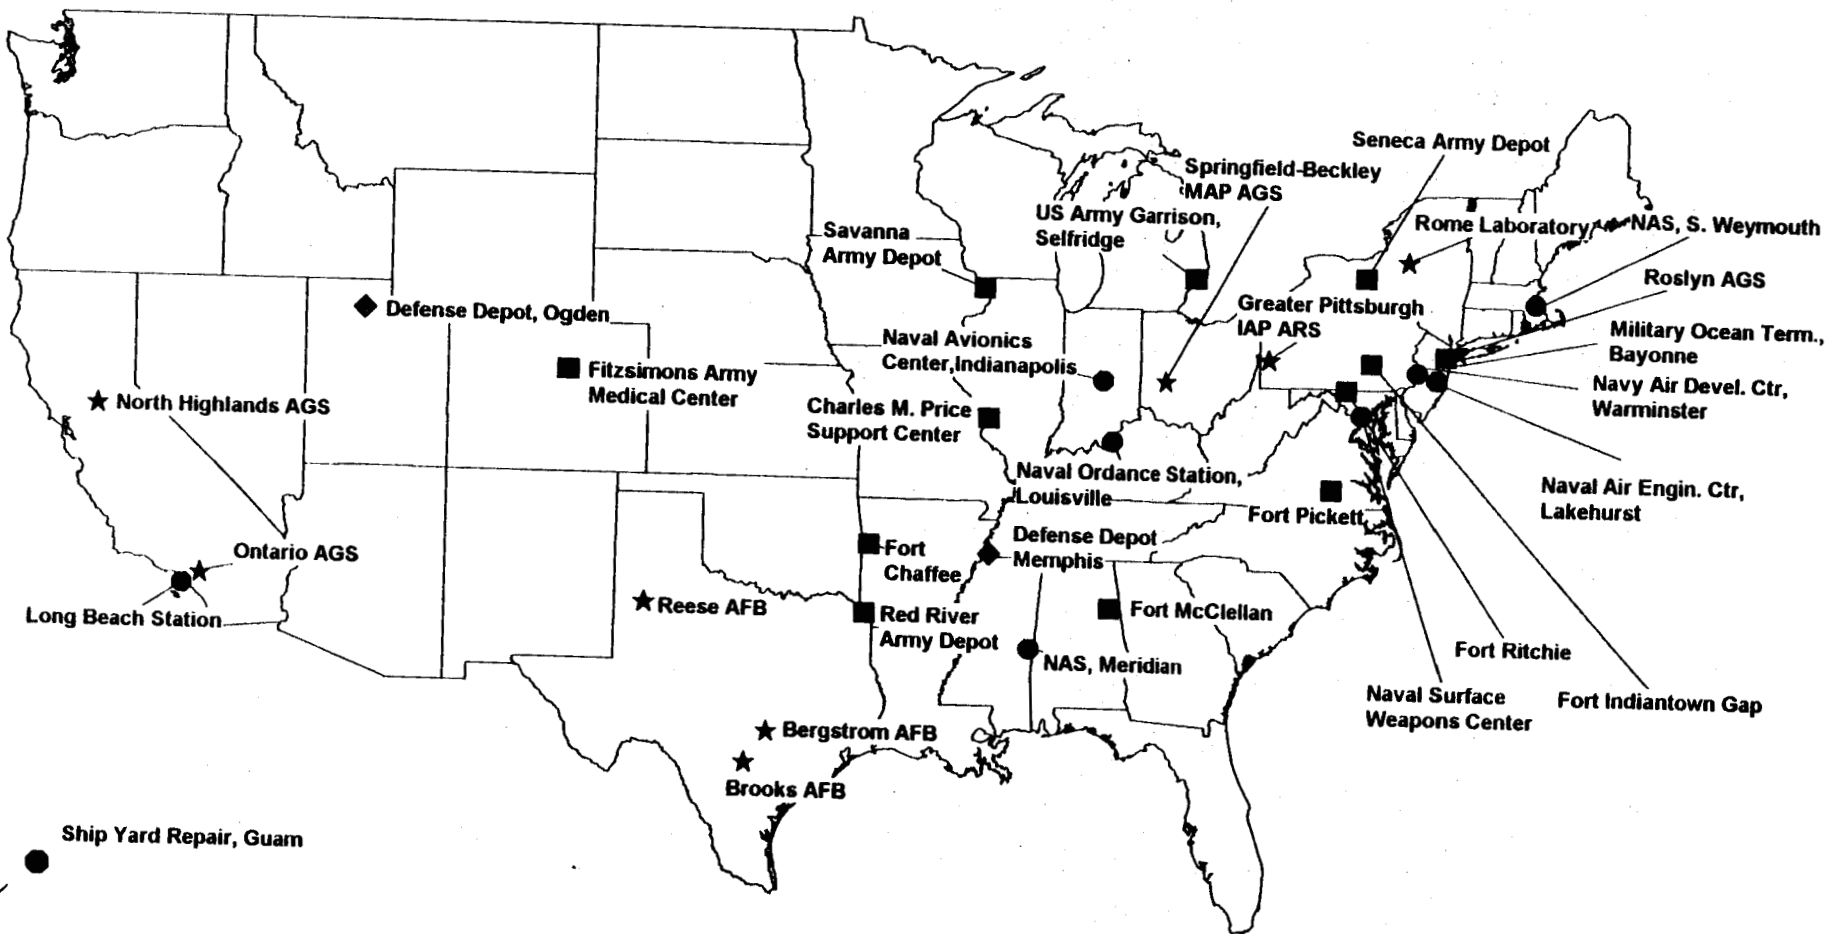 Seneca Army Depot
Springfield-Beckley
MAP AGS
US Army Garrison,
Selfridge
Rome Laboratory
NAS, S. Weymouth
Savanna
Army Depot
Roslyn AGS
Defense Depot, Ogden
Greater Pittsburgh
IAP ARS
Military Ocean Term.,
Bayonne
Naval Avionics
Center,Indianapolis
Fitzsimons Army
Medical Center
Navy Air Devel. Ctr,
Warminster
North Highlands AGS
Charles M. Price
Support Center
Naval Ordance Station,
Louisville
Naval Air Engin. Ctr,
Lakehurst
Fort Pickett
Ontario AGS
Fort
Chaffee
Defense Depot
Memphis
Long Beach Station
Reese AFB
Red River
Army Depot
Fort McClellan
NAS, Meridian
Fort Ritchie
Naval Surface
Weapons Center
Fort Indiantown Gap
Bergstrom AFB
Brooks AFB
Ship Yard Repair, Guam